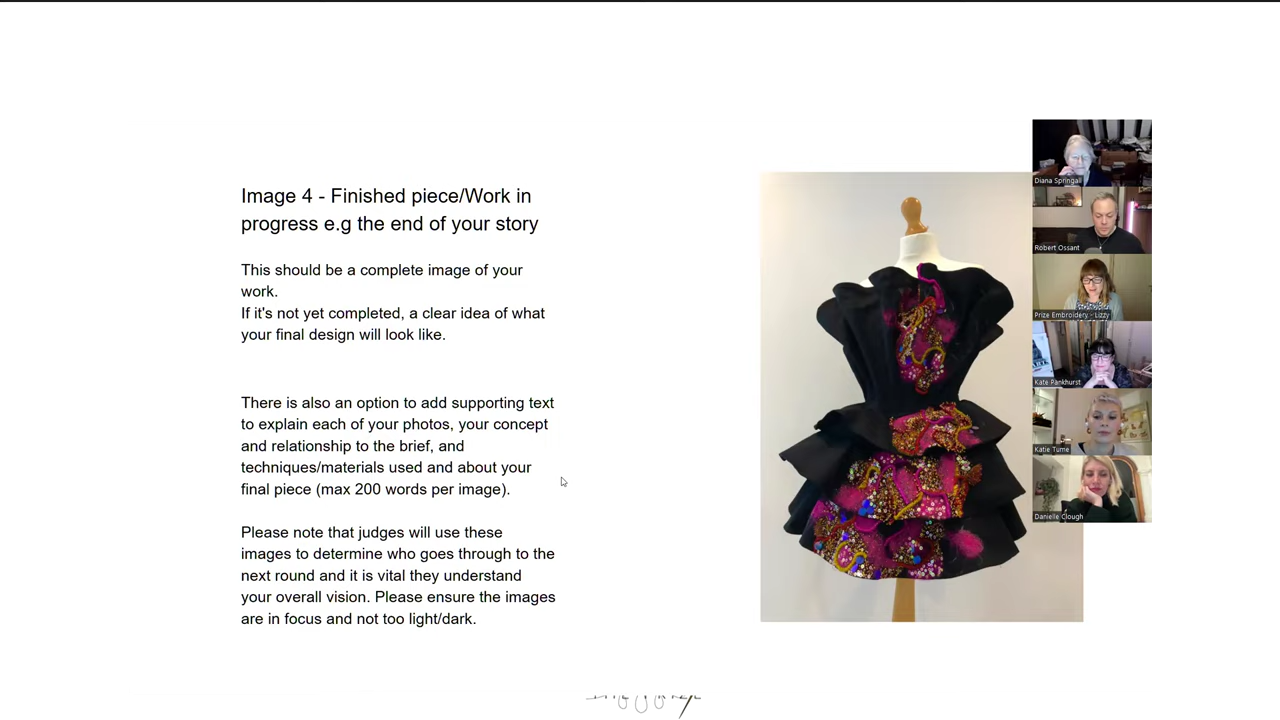 Image 4 - Finished piece/Work in
progress e.g the end of your story
This should be a complete image of your
work.
If it's not yet completed, a clear idea of what
your final design will look like.
There is also an option to add supporting text
to explain each of your photos, your concept
and relationship to the brief, and
techniques/materials used and about your
final piece (max 200 words per image).
Please note that judges will use these
images to determine who goes through to the
next round and it is vital they understand
your overall vision. Please ensure the images
are in focus and not too light/dark.
Diana Springall
Robert Ossant
Prize Embroidery - Lizzy
Kate Pankhurst
Katie Tume
Danielle Clough